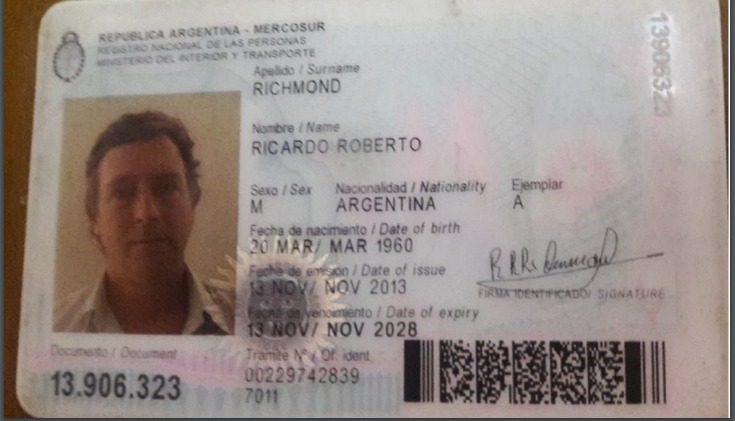 REPUBLICA ARGENTINA - MERCOSUR
REGISTRO NACIONAL DE LAS PERSONAS
MINISTERIO DEL INTERIOR Y TRANSPORTE
13906323
Apellido / Surname
RICHMOND
Nombre / Name
RICARDO ROBERTO
Sexo / Sex Nacionalidad / Nationality Ejemplar
M ARGENTINA A
Fecha de nacimiento / Date of birth
20 MAR/ MAR 1960
Fecha de emisión / Date of issue
13 NOV/ NOV 2013
FIRMA IDENTIFICADO/ SIGNATURE
Fecha de vencimiento / Date of expiry
13 NOV/ NOV 2028
Documento / Document
13.906.323
Tramite Nº / Of. ident.
00229742839
7011